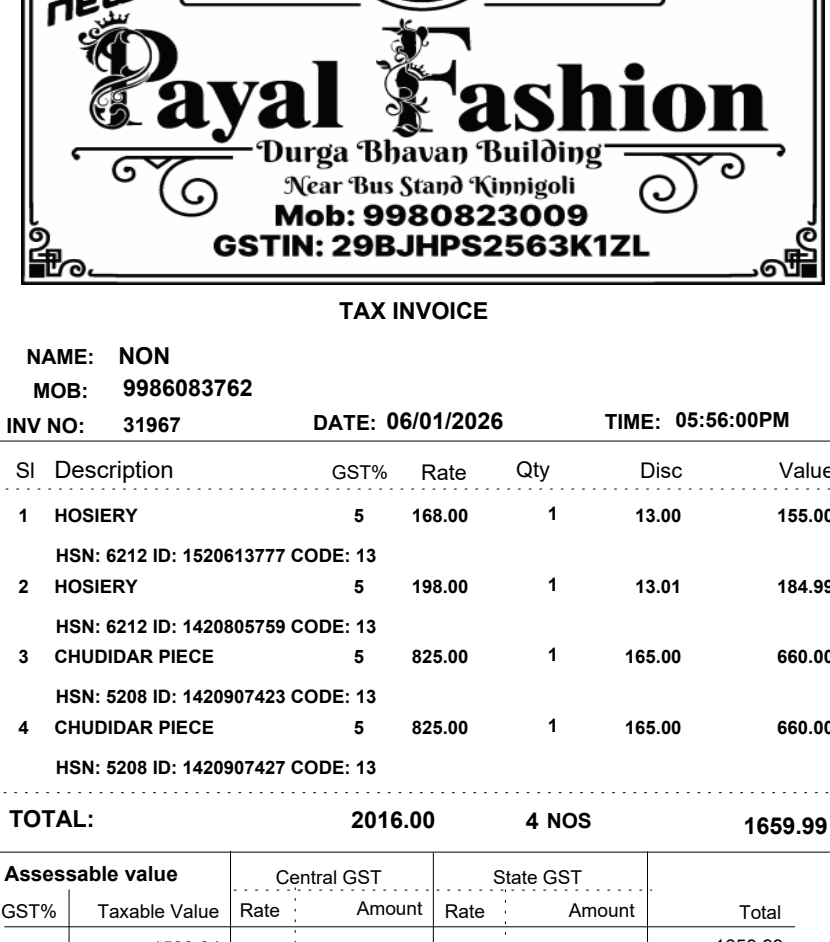 new
Payal Fashion
Durga Bhavan Building
Near Bus Stand Kinnigoli
Mob: 9980823009
GSTIN: 29BJHPS2563K1ZL
TAX INVOICE
NAME: NON
MOB: 9986083762
INV NO: 31967 DATE: 06/01/2026 TIME: 05:56:00PM
Sl Description GST% Rate Qty Disc Value
1 HOSIERY 5 168.00 1 13.00 155.00
HSN: 6212 ID: 1520613777 CODE: 13
2 HOSIERY 5 198.00 1 13.01 184.99
HSN: 6212 ID: 1420805759 CODE: 13
3 CHUDIDAR PIECE 5 825.00 1 165.00 660.00
HSN: 5208 ID: 1420907423 CODE: 13
4 CHUDIDAR PIECE 5 825.00 1 165.00 660.00
HSN: 5208 ID: 1420907427 CODE: 13
TOTAL: 2016.00 4 NOS 1659.99
Assessable value Central GST State GST
GST% Taxable Value Rate Amount Rate Amount Total